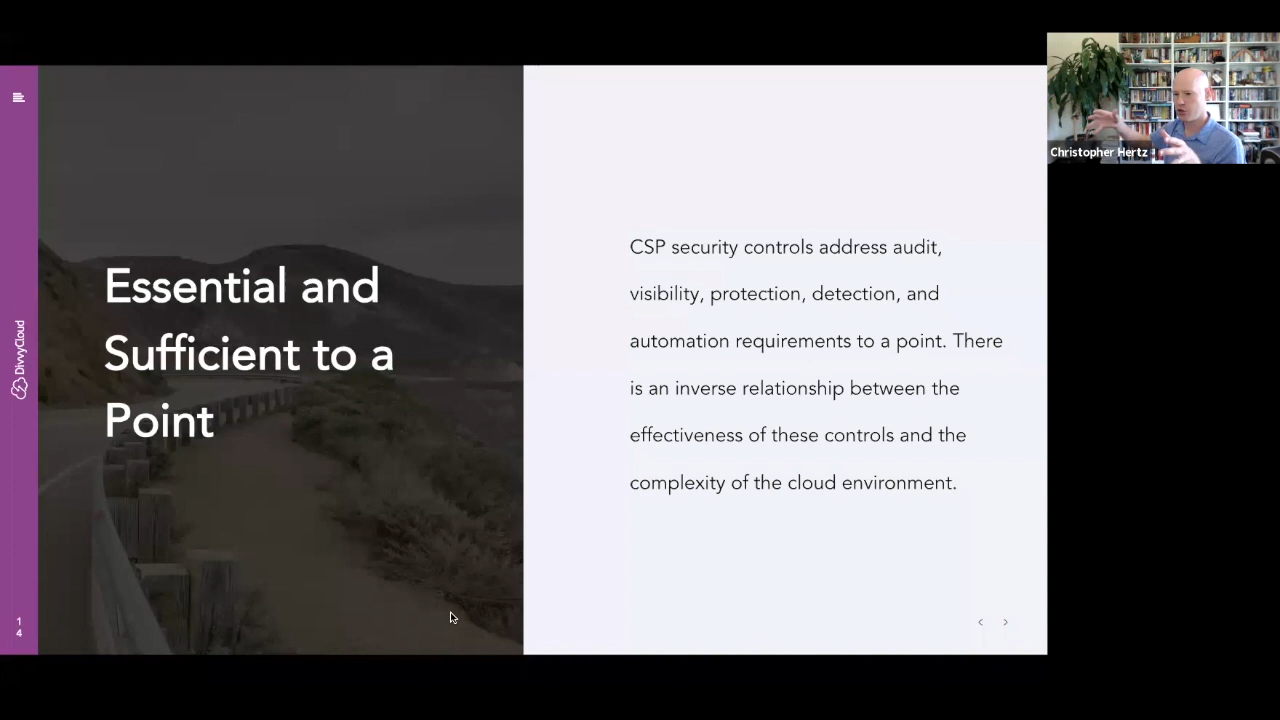 Essential and
Sufficient to a
Point
CSP security controls address audit,
visibility, protection, detection, and
automation requirements to a point. There
is an inverse relationship between the
effectiveness of these controls and the
complexity of the cloud environment.
DivvyCloud
1
4
Christopher Hertz